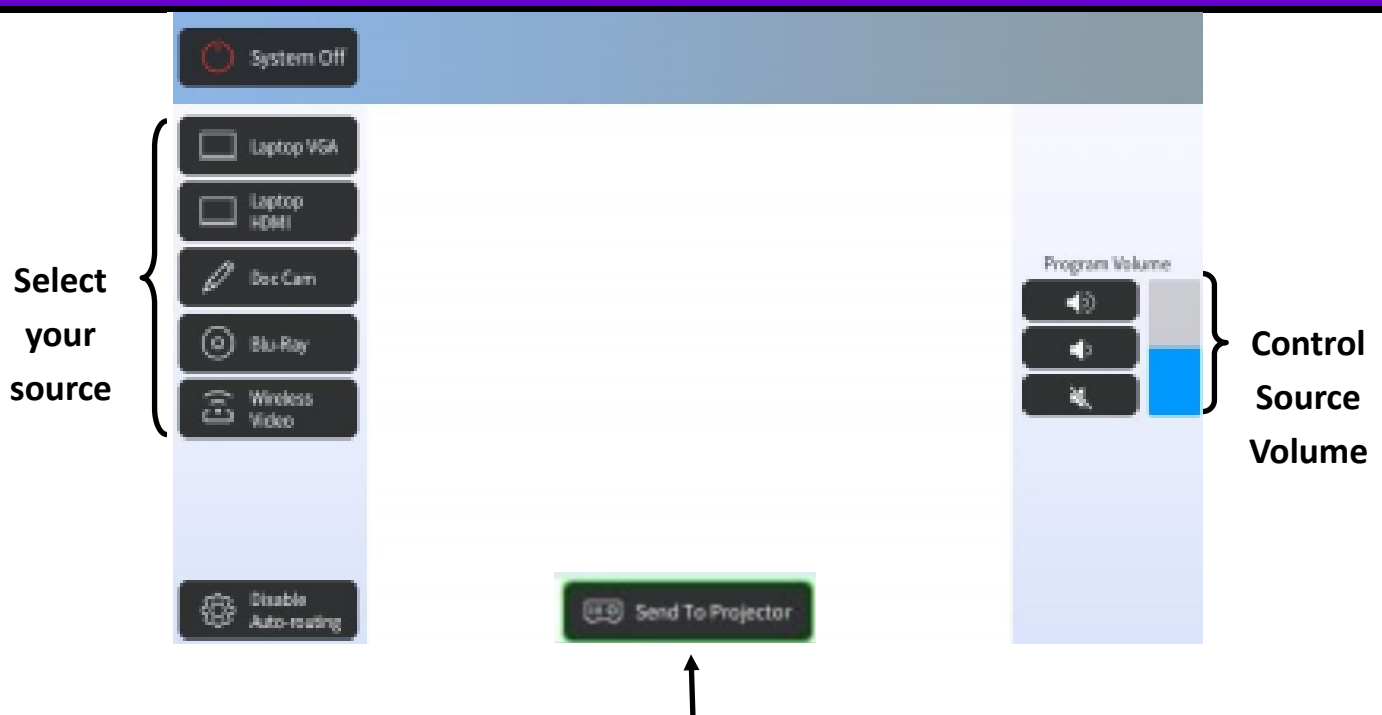 System Off
Laptop VGA
Laptop
HDMI
Doc Cam
Blu-Ray
Wireless
Video
Disable
Auto-routing
Select
your
source
Send To Projector
Program Volume
Control
Source
Volume